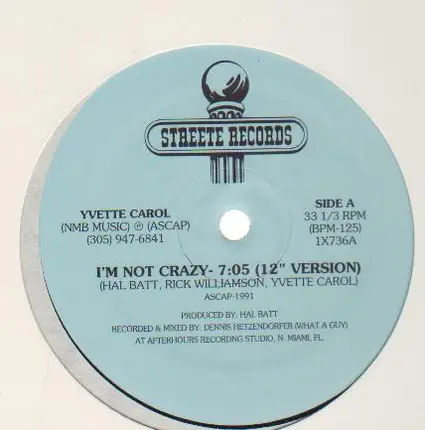 STREETE RECORDS
YVETTE CAROL
(NMB MUSIC) ℗ (ASCAP)
(305) 947-6841
SIDE A
33 1/3 RPM
(BPM-125)
1X736A
I'M NOT CRAZY- 7:05 (12" VERSION)
(HAL BATT, RICK WILLIAMSON, YVETTE CAROL)
ASCAP-1991
PRODUCED BY: HAL BATT
RECORDED & MIXED BY: DENNIS HETZENDORFER (WHAT A GUY)
AT AFTERHOURS RECORDNG STUDIO, N. MIAMI, FL.